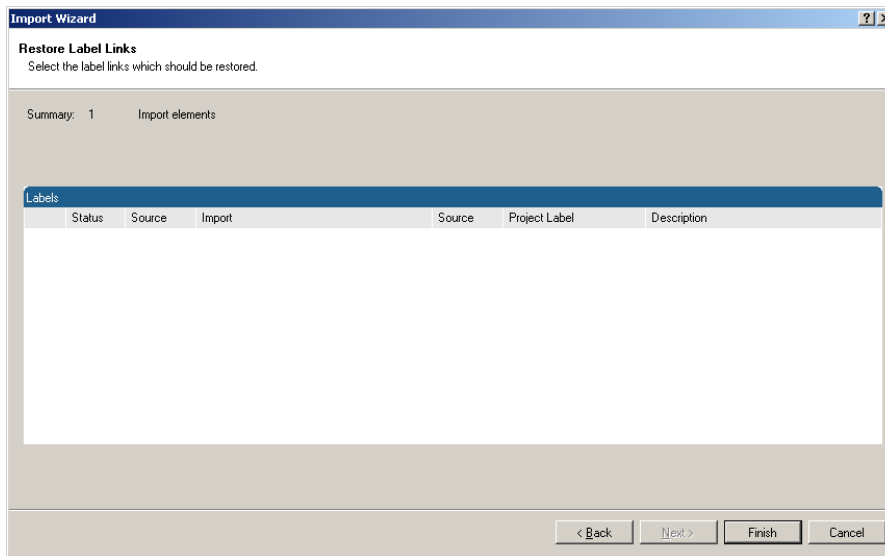 Import Wizard
Restore Label Links
Select the label links which should be restored.
Summary: 1 Import elements
Labels
Status Source Import Source Project Label Description
< Back Next > Finish Cancel